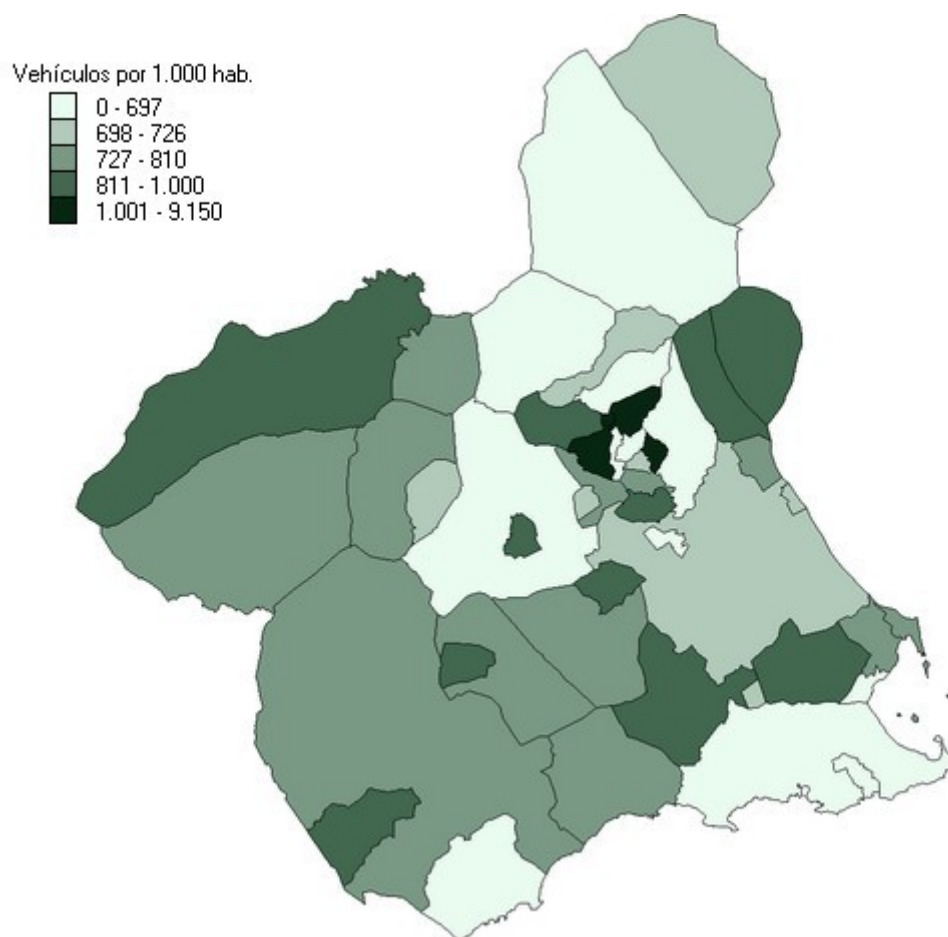 Vehículos por 1.000 hab.
0 - 697
698 - 726
727 - 810
811 - 1.000
1.001 - 9.150